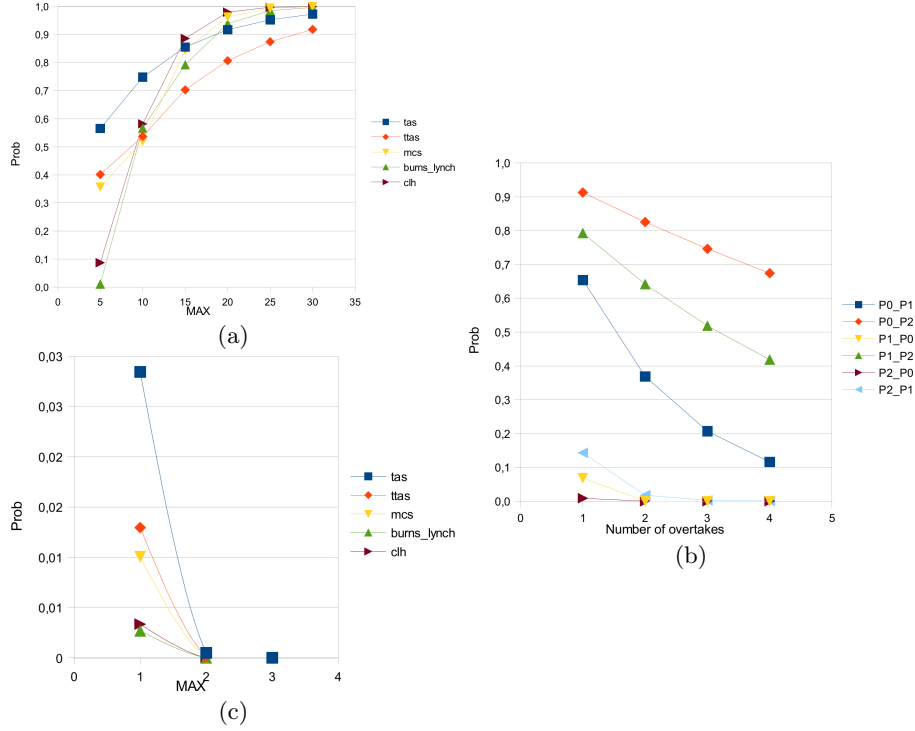 1,0
0,9
0,8
0,7
0,6
0,5
0,4
0,3
0,2
0,1
0,0
Prob
0 5 10 15 20 25 30 35
MAX
tas
ttas
mcs
burns_lynch
clh
(a)
1,0
0,9
0,8
0,7
0,6
0,5
0,4
0,3
0,2
0,1
0,0
Prob
0 1 2 3 4 5
Number of overtakes
P0_P1
P0_P2
P1_P0
P1_P2
P2_P0
P2_P1
(b)
0,03
0,03
0,02
0,02
0,01
0,01
0
Prob
0 1 2 3 4
MAX
tas
ttas
mcs
burns_lynch
clh
(c)